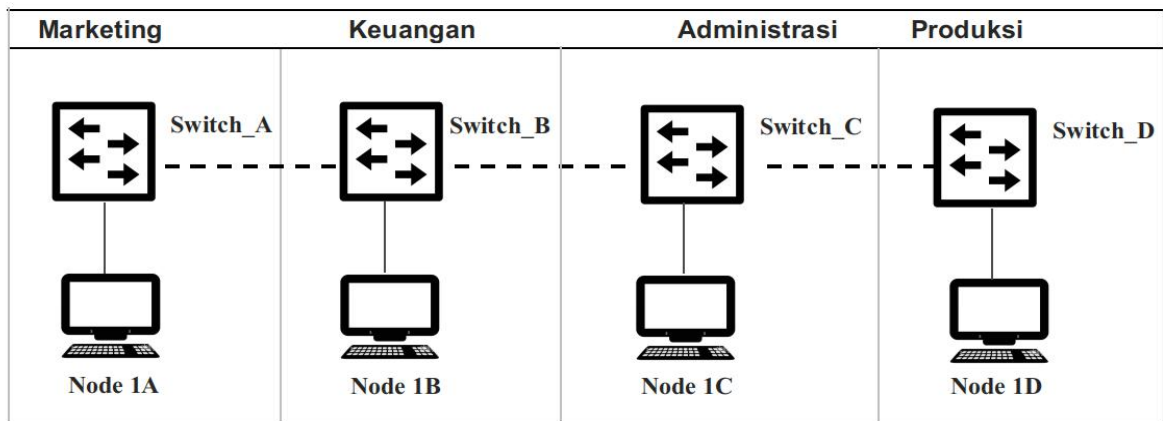 Marketing Keuangan Administrasi Produksi
Switch_A Switch_B Switch_C Switch_D
Node 1A Node 1B Node 1C Node 1D